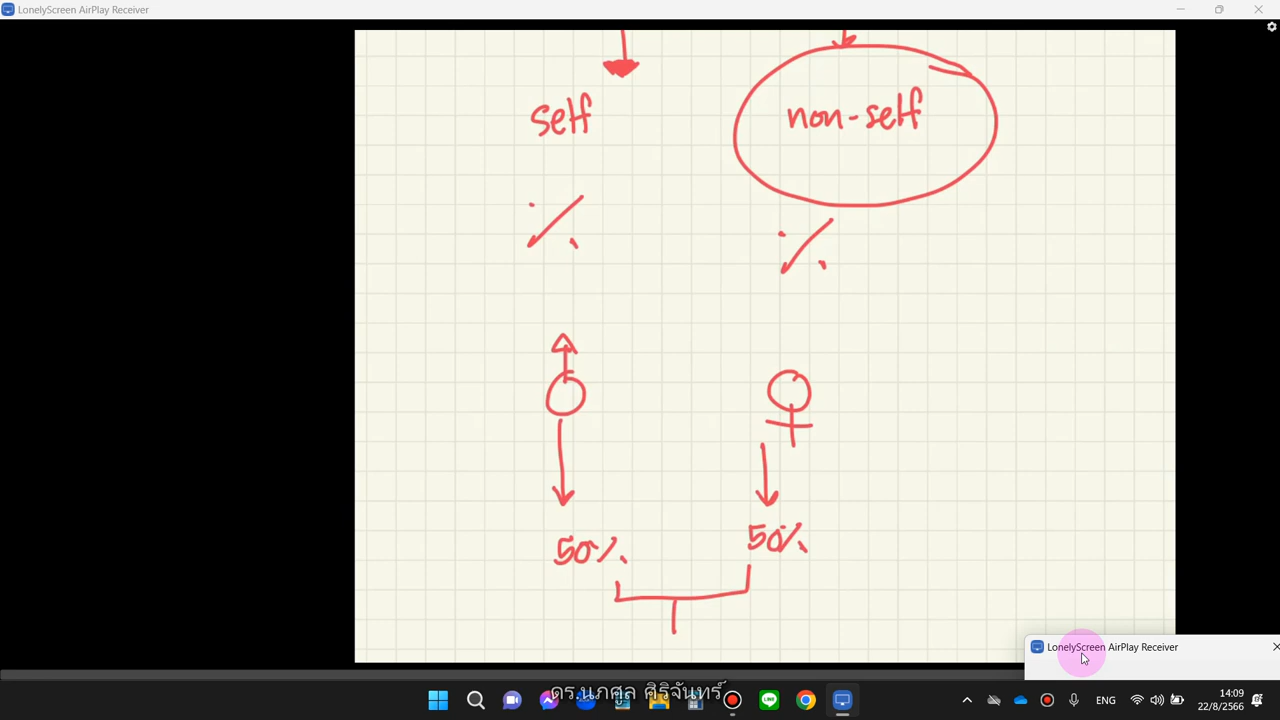 LonelyScreen AirPlay Receiver
self
non-self
%
%
50%
50%
LonelyScreen AirPlay Receiver
ดร.นภศูล ศิริจันทร์
ENG
14:09
22/8/2566